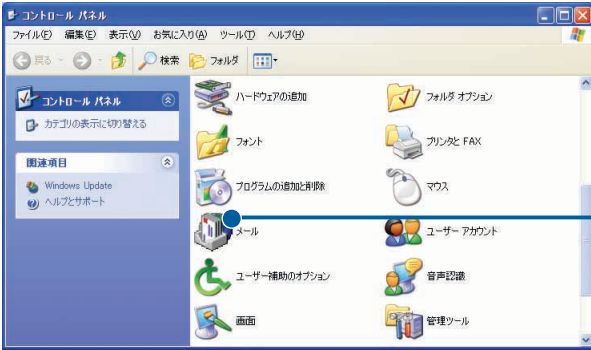 コントロール パネル
ファイル(F) 編集(E) 表示(V) お気に入り(A) ツール(T) ヘルプ(H)
戻る 検索 フォルダ
コントロール パネル
カテゴリの表示に切り替える
関連項目
Windows Update
ヘルプとサポート
ハードウェアの追加
フォルダ オプション
フォント
プリンタと FAX
プログラムの追加と削除
マウス
メール
ユーザー アカウント
ユーザー補助のオプション
音声認識
画面
管理ツール